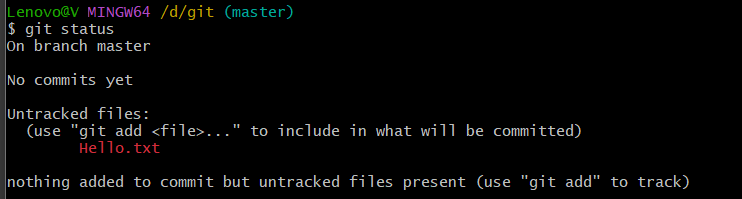 Lenovo@V MINGW64 /d/git (master)
$ git status
On branch master
No commits yet
Untracked files:
(use "git add <file>..." to include in what will be committed)
Hello.txt
nothing added to commit but untracked files present (use "git add" to track)